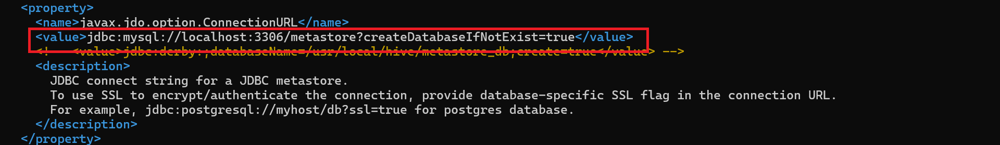 <property>
<name>javax.jdo.option.ConnectionURL</name>
<value>jdbc:mysql://localhost:3306/metastore?createDatabaseIfNotExist=true</value>
<!-- <value>jdbc:derby:;databaseName=/usr/local/hive/metastore_db;create=true</value> -->
<description>
JDBC connect string for a JDBC metastore.
To use SSL to encrypt/authenticate the connection, provide database-specific SSL flag in the connection URL.
For example, jdbc:postgresql://myhost/db?ssl=true for postgres database.
</description>
</property>